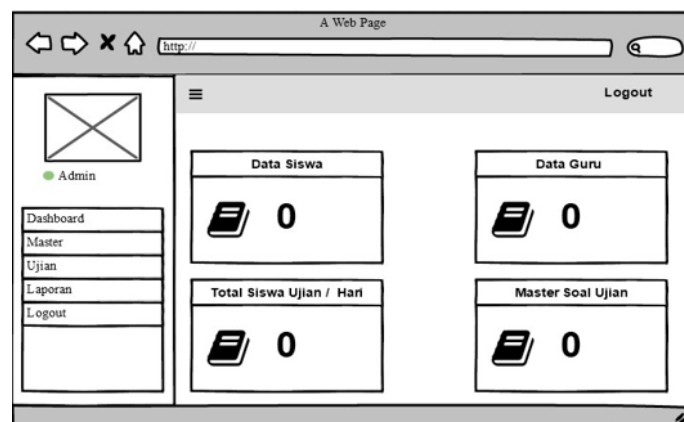 A Web Page
http://
Logout
Admin
Dashboard
Master
Ujian
Laporan
Logout
Data Siswa
0
Data Guru
0
Total Siswa Ujian / Hari
0
Master Soal Ujian
0